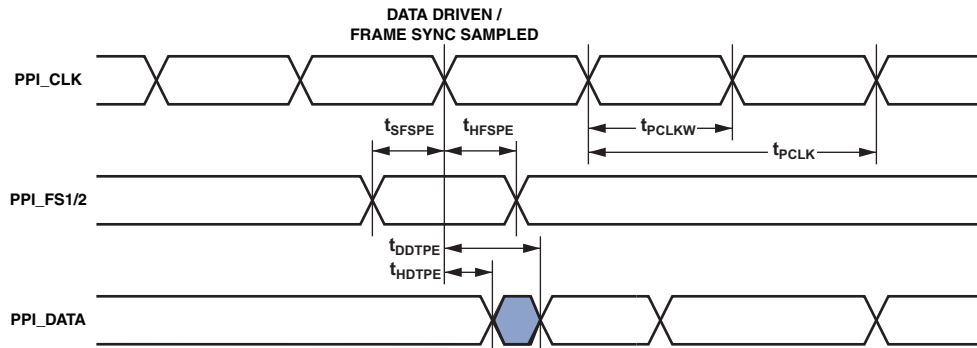 DATA DRIVEN /
FRAME SYNC SAMPLED
PPI_CLK
tSFSPE
tHFSPE
tPCLKW
tPCLK
PPI_FS1/2
tDDTPE
tHDTPE
PPI_DATA